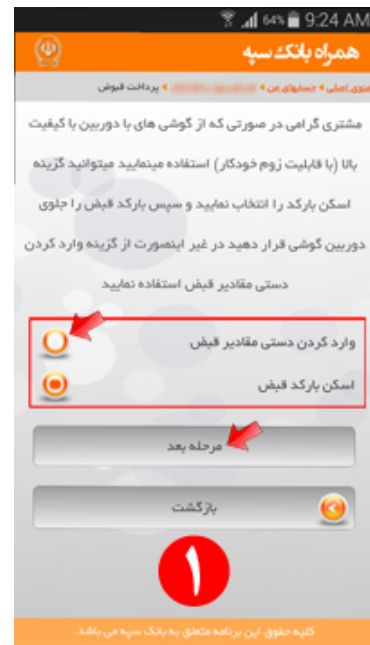 64% 9:24 AM
همراه بانک سپه
منوی اصلی حسابهای من پرداخت قبوض
مشتری گرامی در صورتی که از گوشی های با دوربین با کیفیت
بالا (با قابلیت زوم خودکار) استفاده مینمایید میتوانید گزینه
اسکن بارکد را انتخاب نمایید و سپس بارکد قبض را جلوی
دوربین گوشی قرار دهید در غیر اینصورت از گزینه وارد کردن
دستی مقادیر قبض استفاده نمایید
وارد کردن دستی مقادیر قبض
اسکن بارکد قبض
مرحله بعد
بازگشت
۱
کلیه حقوق این برنامه متعلق به بانک سپه می باشد.